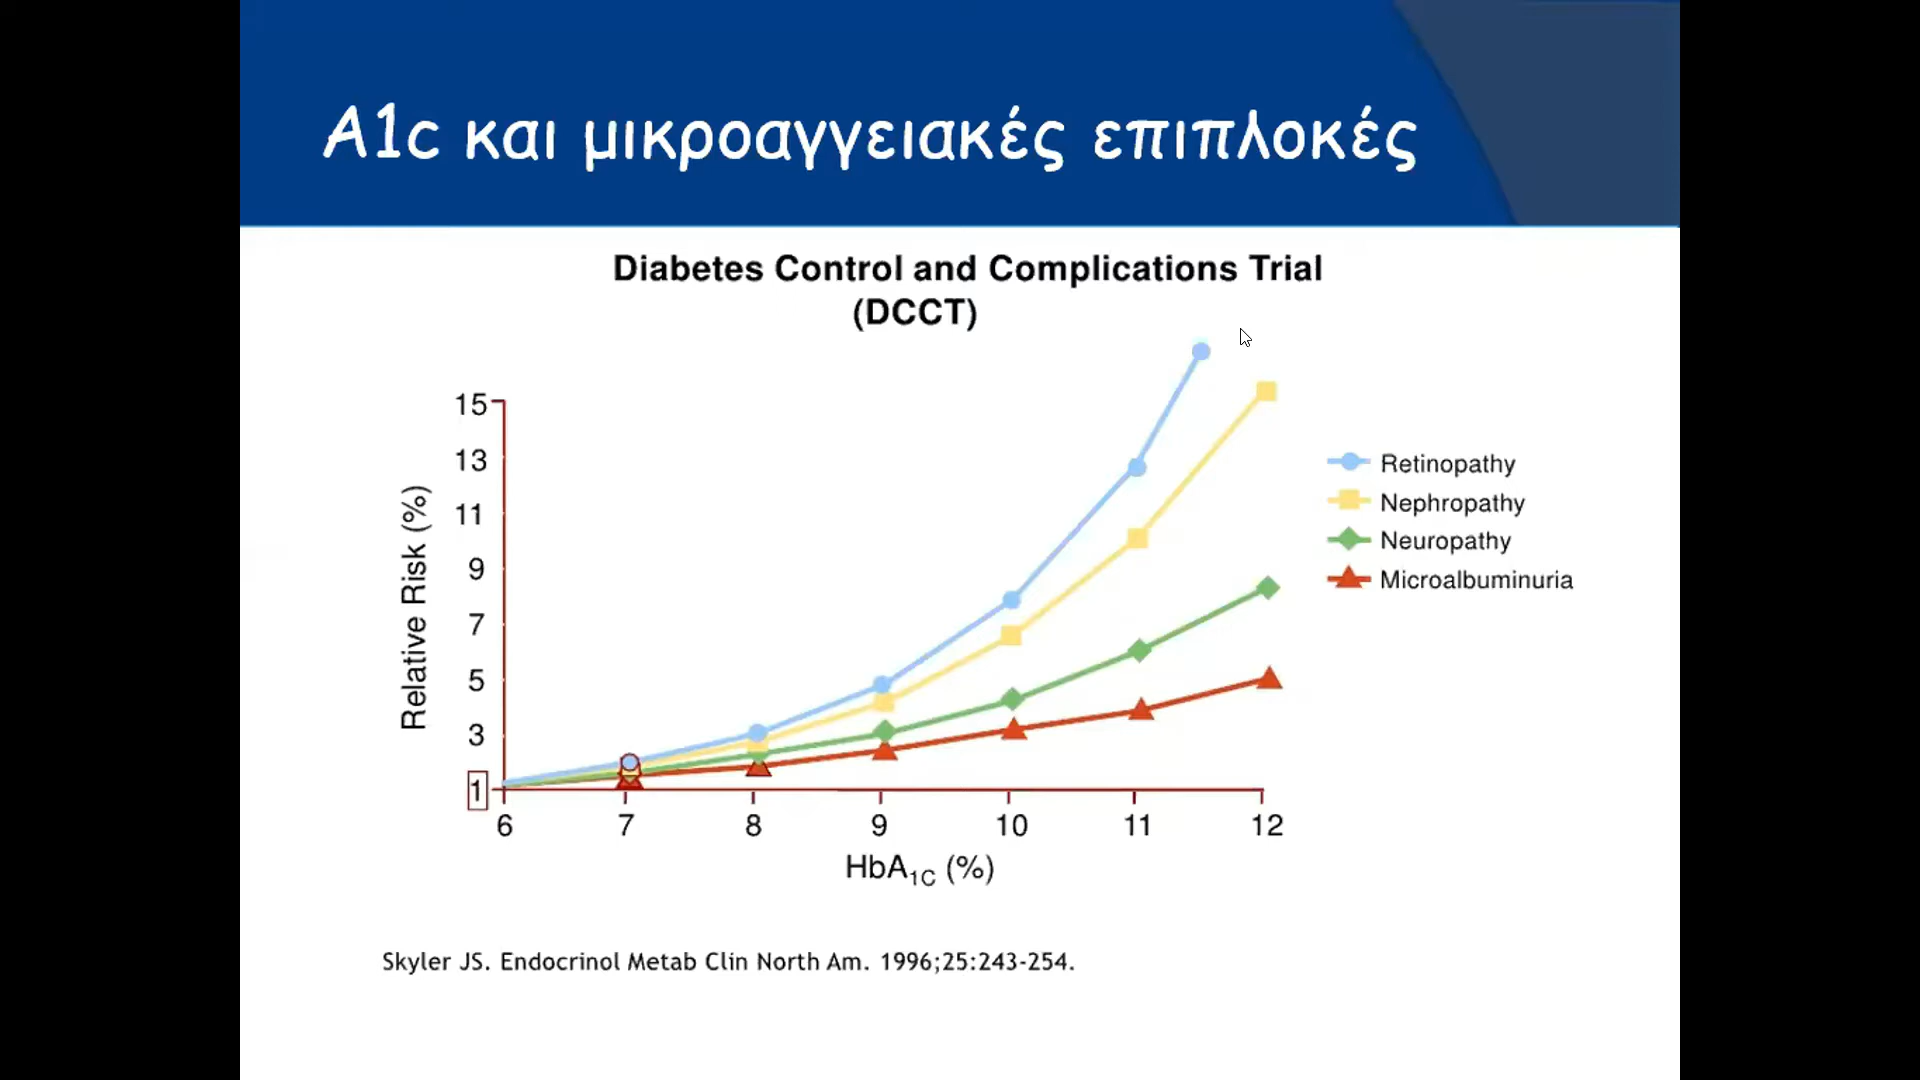 A1c και μικροαγγειακές επιπλοκές
Diabetes Control and Complications Trial
(DCCT)
15
13
11
9
7
5
3
1
Relative Risk (%)
6 7 8 9 10 11 12
HbA1C (%)
Retinopathy
Nephropathy
Neuropathy
Microalbuminuria
Skyler JS. Endocrinol Metab Clin North Am. 1996;25:243-254.